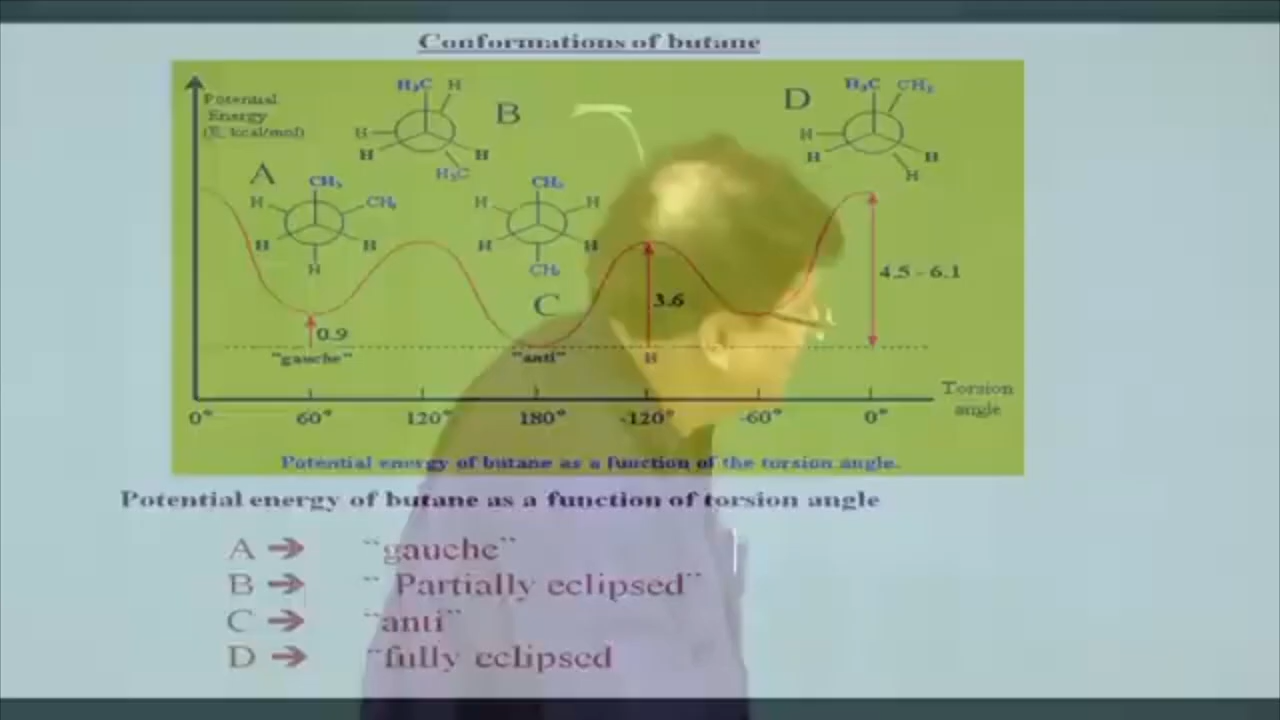 Conformations of butane
Potential
Energy
(E, kcal/mol)
H₃C H
H
H H
H₃C
B
D
H₃C CH₃
H
H H
H
A
CH₃
H CH₃
H H
H
CH₃
H H
H H
CH₃
C
4.5 - 6.1
3.6
0.9
"gauche" "anti" H
0° 60° 120° 180° -120° -60° 0°
Torsion
angle
Potential energy of butane as a function of the torsion angle.
Potential energy of butane as a function of torsion angle
A ➔ "gauche"
B ➔ " Partially eclipsed"
C ➔ "anti"
D ➔ "fully eclipsed